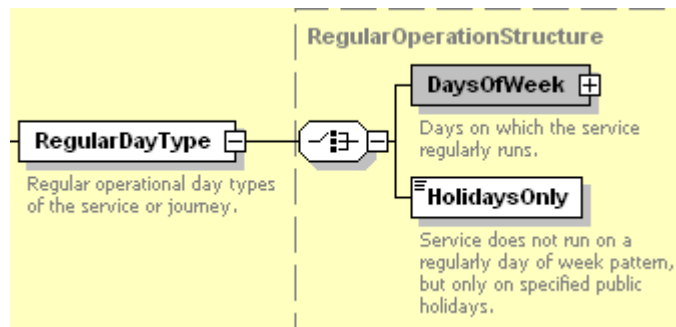 RegularOperationStructure
DaysOfWeek
Days on which the service
regularly runs.
RegularDayType
Regular operational day types
of the service or journey.
HolidaysOnly
Service does not run on a
regularly day of week pattern,
but only on specified public
holidays.